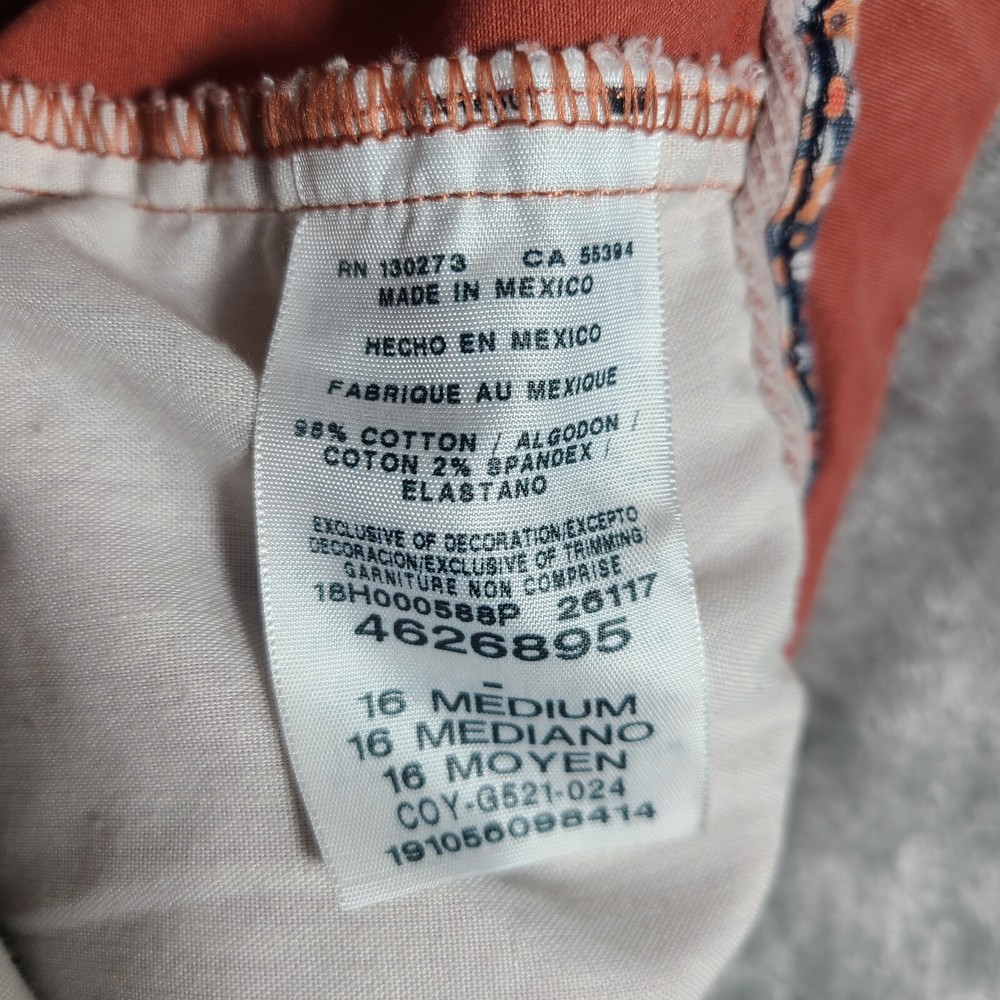 RN 130273 CA 55394
MADE IN MEXICO
HECHO EN MEXICO
FABRIQUE AU MEXIQUE
98% COTTON / ALGODON /
COTON 2% SPANDEX /
ELASTANO
EXCLUSIVE OF DECORATION/EXCEPTO
DECORACION/EXCLUSIVE OF TRIMMING
GARNITURE NON COMPRISE
18H000588P 26117
4626895
16 MEDIUM
16 MEDIANO
16 MOYEN
COY-G521-024
191056098414